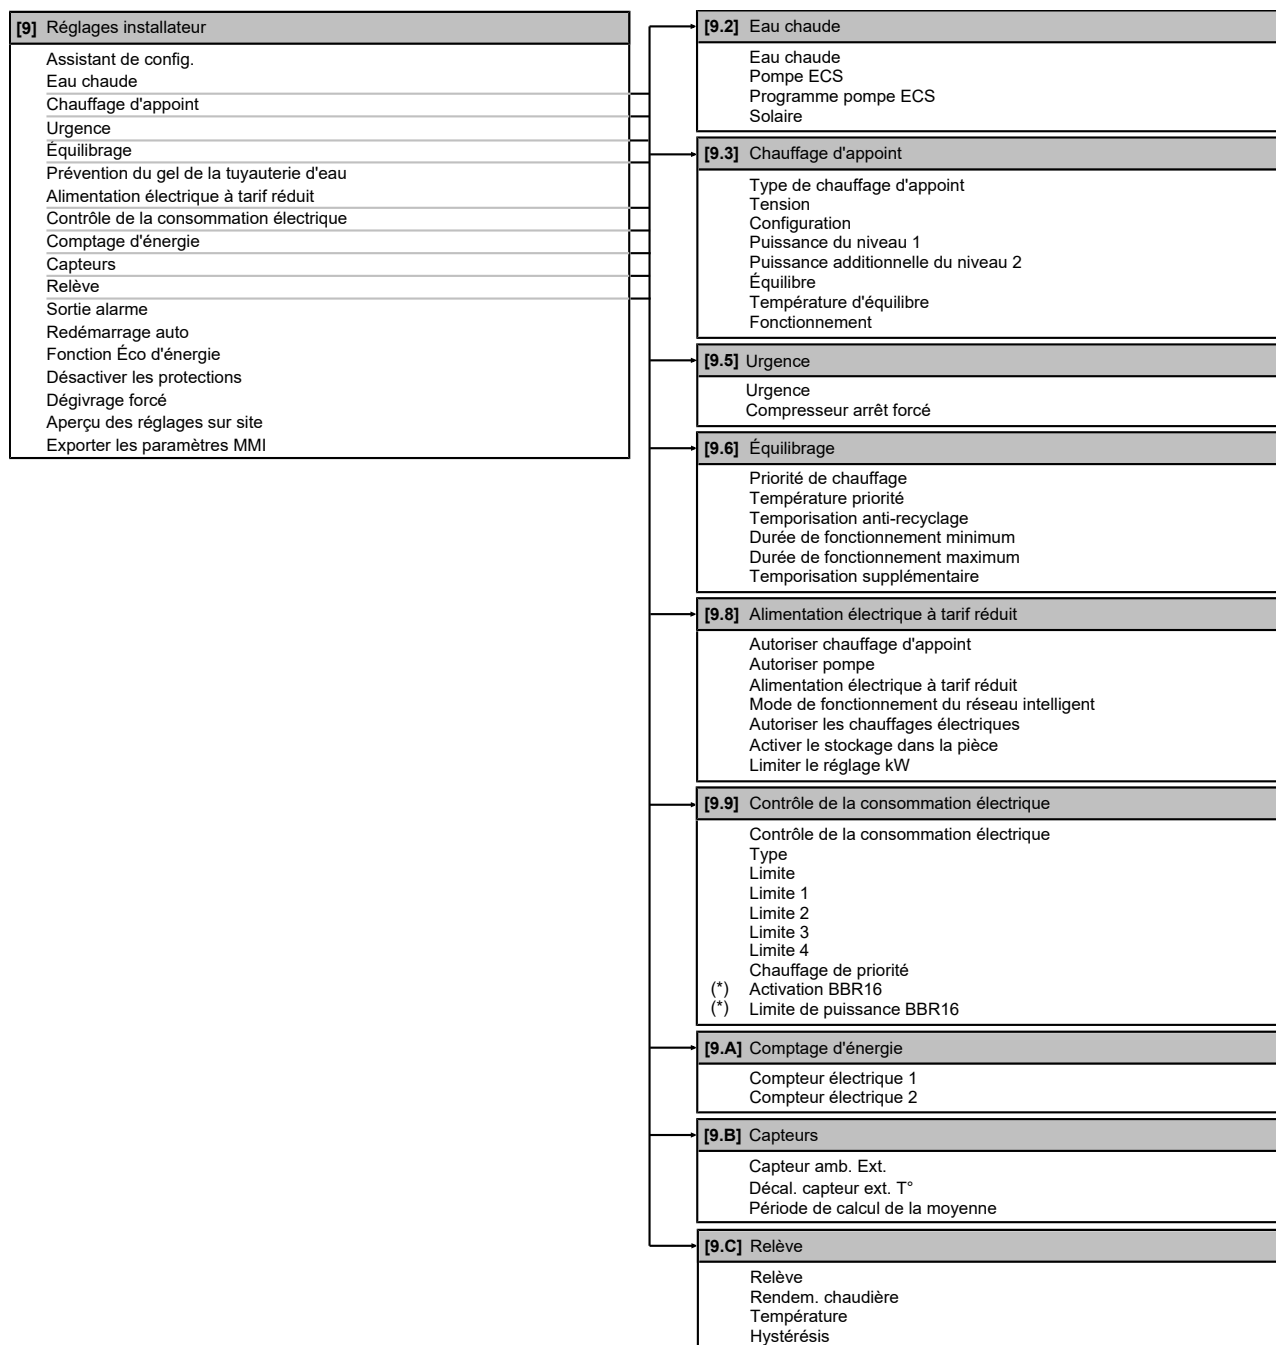 [9] Réglages installateur
Assistant de config.
Eau chaude
Chauffage d'appoint
Urgence
Équilibrage
Prévention du gel de la tuyauterie d'eau
Alimentation électrique à tarif réduit
Contrôle de la consommation électrique
Comptage d'énergie
Capteurs
Relève
Sortie alarme
Redémarrage auto
Fonction Éco d'énergie
Désactiver les protections
Dégivrage forcé
Aperçu des réglages sur site
Exporter les paramètres MMI
[9.2] Eau chaude
Eau chaude
Pompe ECS
Programme pompe ECS
Solaire
[9.3] Chauffage d'appoint
Type de chauffage d'appoint
Tension
Configuration
Puissance du niveau 1
Puissance additionnelle du niveau 2
Équilibre
Température d'équilibre
Fonctionnement
[9.5] Urgence
Urgence
Compresseur arrêt forcé
[9.6] Équilibrage
Priorité de chauffage
Température priorité
Temporisation anti-recyclage
Durée de fonctionnement minimum
Durée de fonctionnement maximum
Temporisation supplémentaire
[9.8] Alimentation électrique à tarif réduit
Autoriser chauffage d'appoint
Autoriser pompe
Alimentation électrique à tarif réduit
Mode de fonctionnement du réseau intelligent
Autoriser les chauffages électriques
Activer le stockage dans la pièce
Limiter le réglage kW
[9.9] Contrôle de la consommation électrique
Contrôle de la consommation électrique
Type
Limite
Limite 1
Limite 2
Limite 3
Limite 4
Chauffage de priorité
(*) Activation BBR16
(*) Limite de puissance BBR16
[9.A] Comptage d'énergie
Compteur électrique 1
Compteur électrique 2
[9.B] Capteurs
Capteur amb. Ext.
Décal. capteur ext. T°
Période de calcul de la moyenne
[9.C] Relève
Relève
Rendem. chaudière
Température
Hystérésis